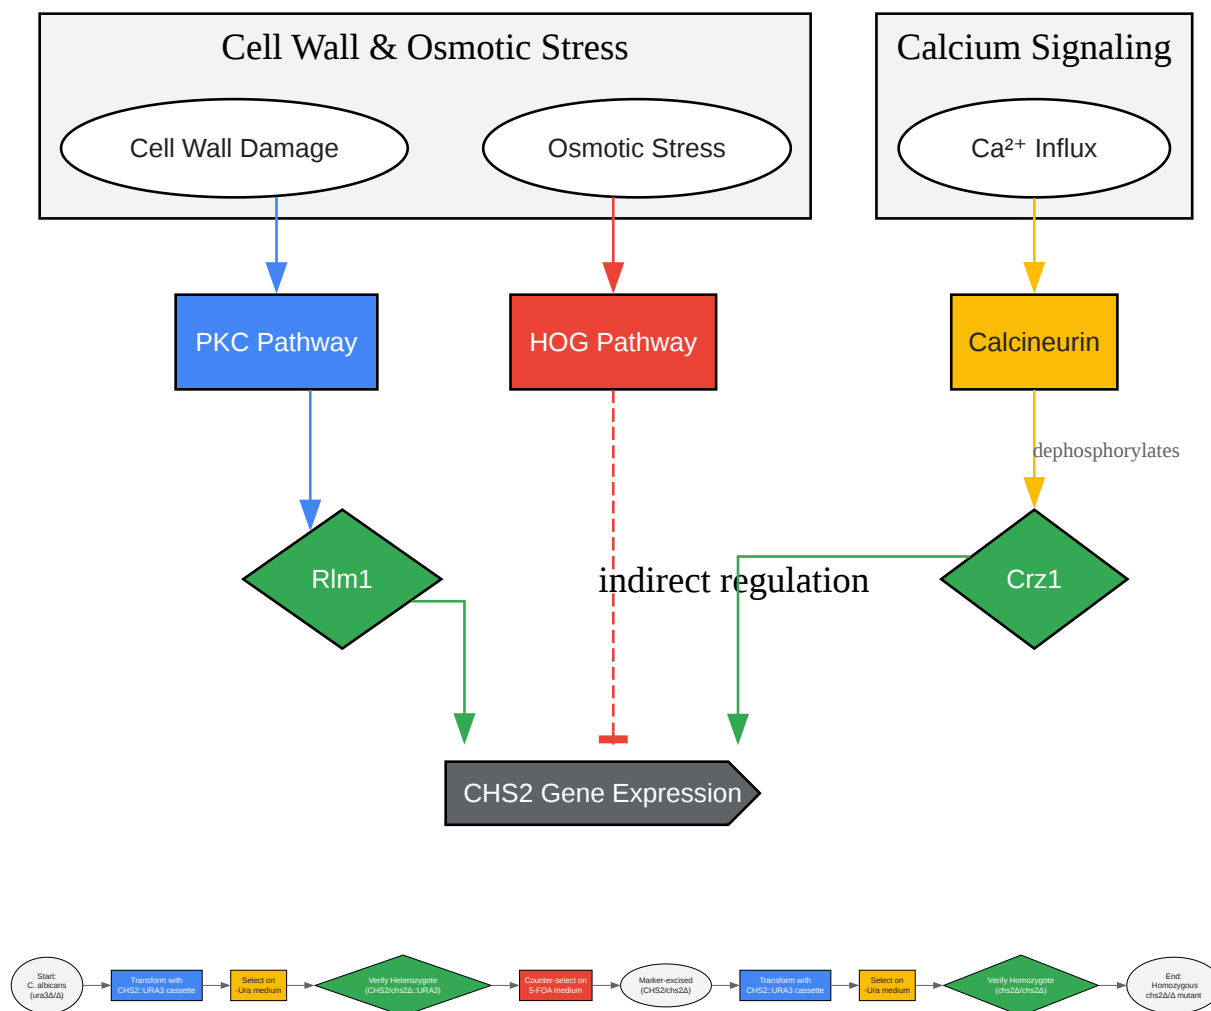 Cell Wall & Osmotic Stress
Calcium Signaling
Cell Wall Damage
Osmotic Stress
Ca²⁺ Influx
PKC Pathway
HOG Pathway
Calcineurin
dephosphorylates
Rlm1
indirect regulation
Crz1
CHS2 Gene Expression
Start:
C. albicans
(ura3Δ/Δ)
Transform with
CHS2::URA3 cassette
Select on
-Ura medium
Verify Heterozygote
(CHS2/chs2Δ::URA3)
Counter-select on
5-FOA medium
Marker-excised
(CHS2/chs2Δ)
Transform with
CHS2::URA3 cassette
Select on
-Ura medium
Verify Homozygote
(chs2Δ/chs2Δ)
End:
Homozygous
chs2Δ/Δ mutant